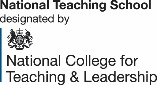 National Teaching School
designated by
National College for
Teaching & Leadership